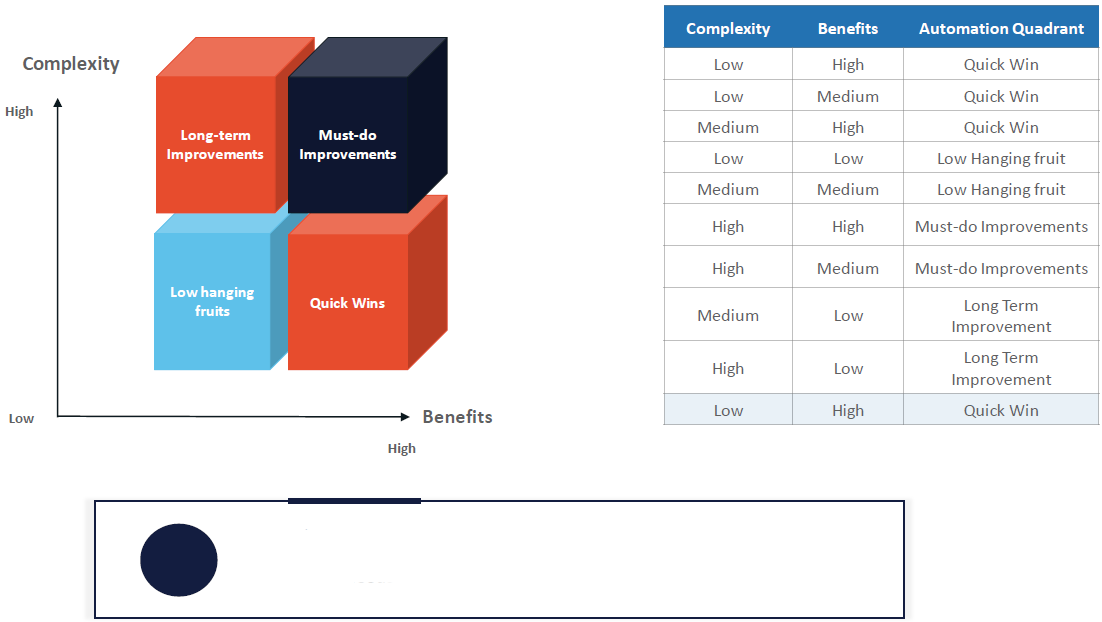 Complexity
High
Long-term
Improvements
Must-do
Improvements
Low hanging
fruits
Quick Wins
Low
Benefits
High
Complexity Benefits Automation Quadrant
Low High Quick Win
Low Medium Quick Win
Medium High Quick Win
Low Low Low Hanging fruit
Medium Medium Low Hanging fruit
High High Must-do Improvements
High Medium Must-do Improvements
Medium Low Long Term
Improvement
High Low Long Term
Improvement
Low High Quick Win